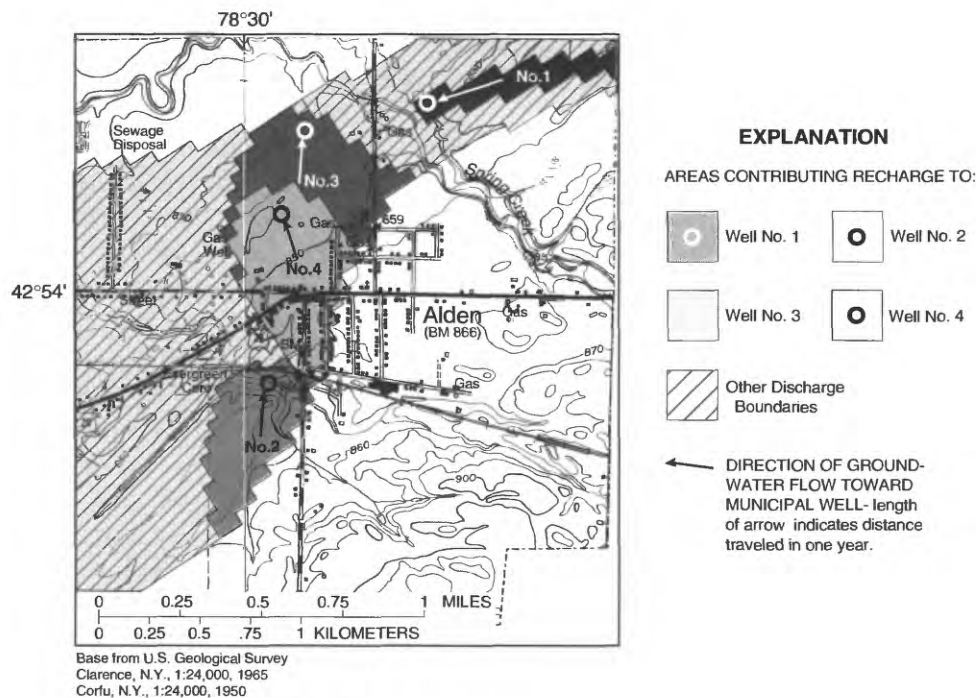 78°30'
No.1
Sewage
Disposal
Gas
No.3
Spring Creek
830
Gas
659
Gas
Well
850
No.4
42°54'
Street
Alden
(BM 866)
Gas
BM
870
Evergreen
Cem
Gas
No.2
860
900
0 0.25 0.5 0.75 1 MILES
0 0.25 0.5 .75 1 KILOMETERS
Base from U.S. Geological Survey
Clarence, N.Y., 1:24,000, 1965
Corfu, N.Y., 1:24,000, 1950
EXPLANATION
AREAS CONTRIBUTING RECHARGE TO:
Well No. 1
Well No. 2
Well No. 3
Well No. 4
Other Discharge
Boundaries
DIRECTION OF GROUND-
WATER FLOW TOWARD
MUNICIPAL WELL- length
of arrow indicates distance
traveled in one year.